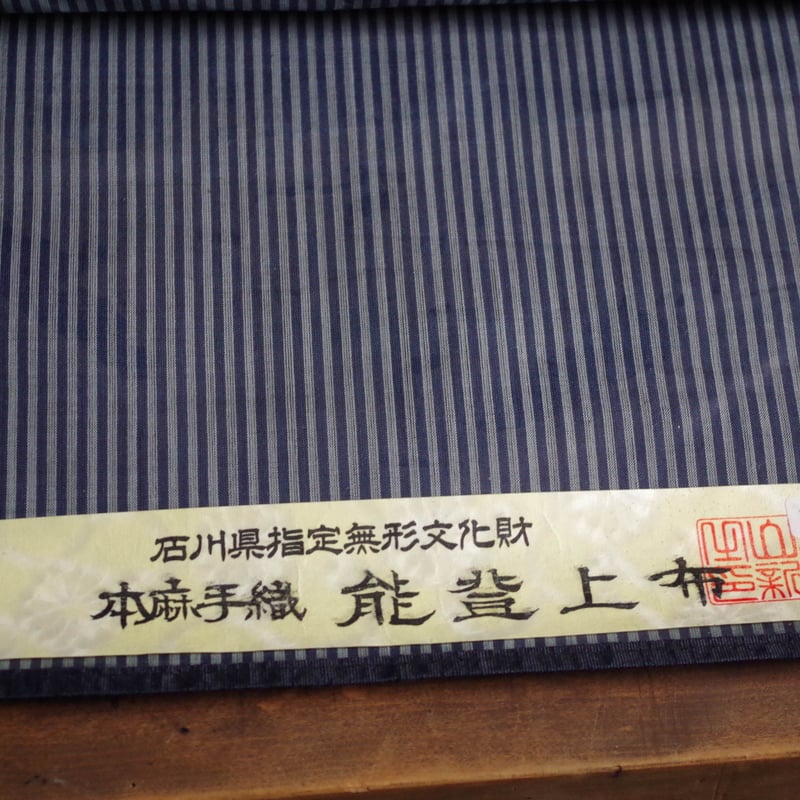 石川県指定無形文化財
本麻手織 能登上布